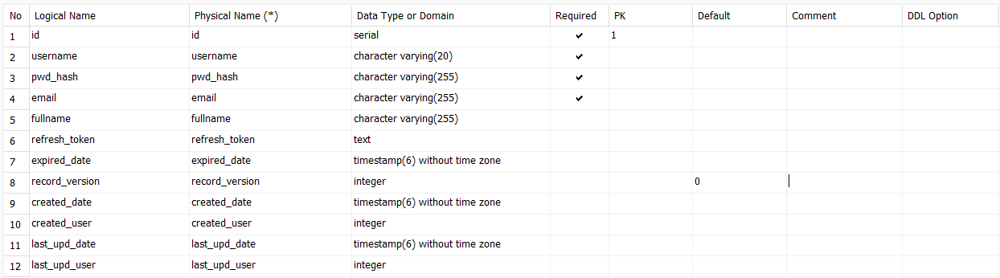 No Logical Name Physical Name (*) Data Type or Domain Required PK Default Comment DDL Option
1 id id serial ✔ 1
2 username username character varying(20) ✔
3 pwd_hash pwd_hash character varying(255) ✔
4 email email character varying(255) ✔
5 fullname fullname character varying(255)
6 refresh_token refresh_token text
7 expired_date expired_date timestamp(6) without time zone
8 record_version record_version integer 0
9 created_date created_date timestamp(6) without time zone
10 created_user created_user integer
11 last_upd_date last_upd_date timestamp(6) without time zone
12 last_upd_user last_upd_user integer